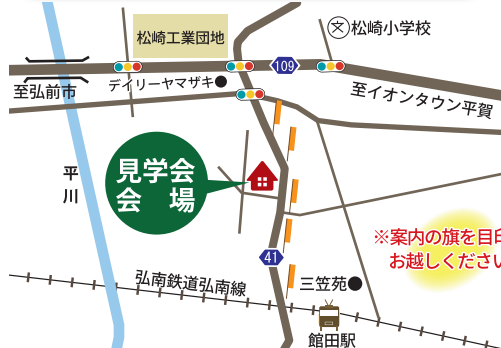 松崎工業団地
文
松崎小学校
109
デイリーヤマザキ
至弘前市
至イオンタウン平賀
平川
見学会
会 場
※案内の旗を目印
お越しください
41
弘南鉄道弘南線
三笠苑
館田駅